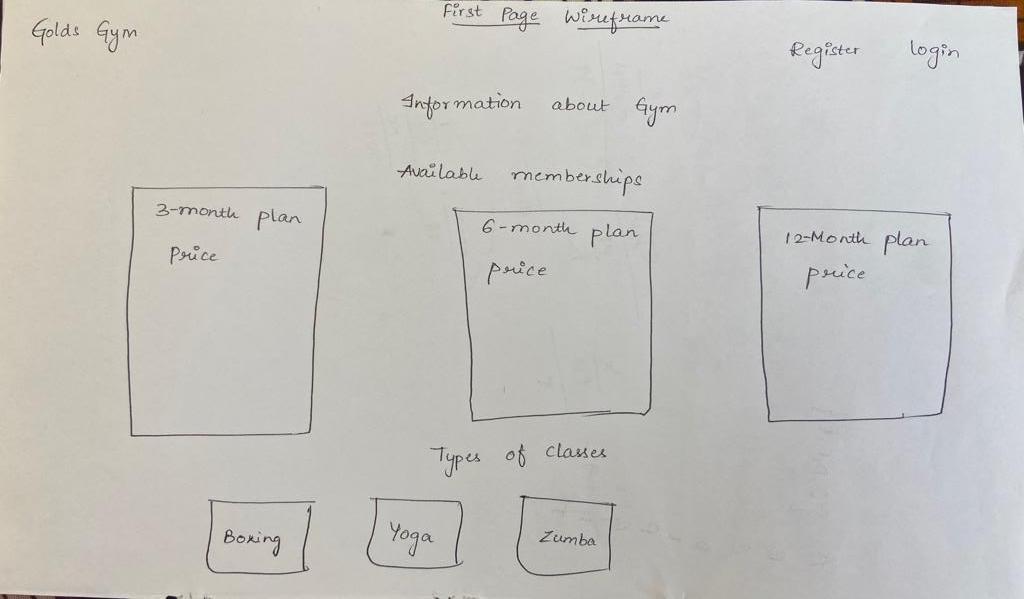 First Page Wireframe
Golds Gym
Register login
Information about Gym
Available memberships
3-month plan
Price
6-month plan
price
12-Month plan
price
Types of classes
Boxing
Yoga
Zumba